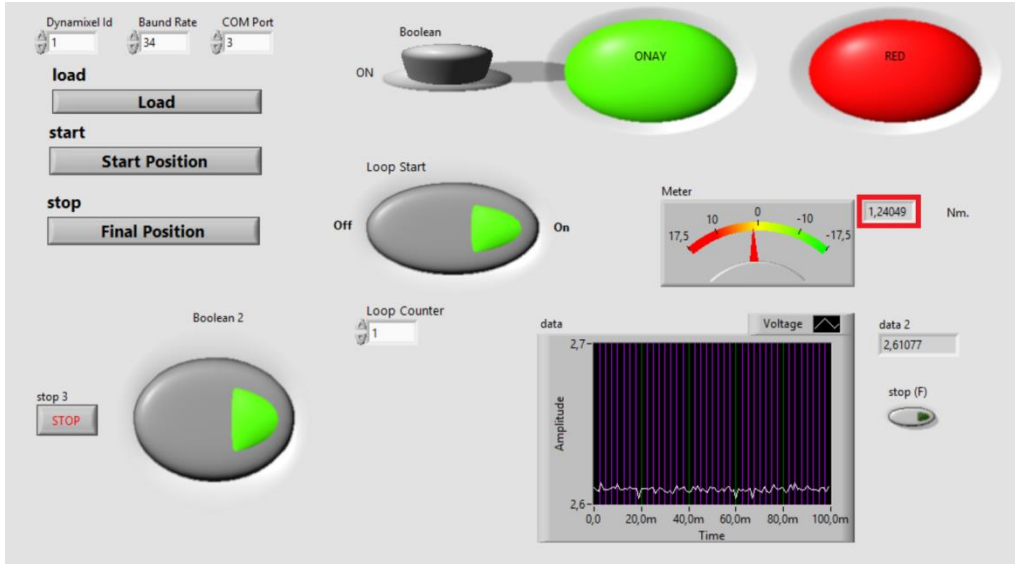 Dynamixel Id
Baund Rate
COM Port
1
34
3
load
Load
start
Start Position
stop
Final Position
Boolean
ON
ONAY
RED
Loop Start
Off
On
Meter
17,5
10
0
-10
-17,5
1,24049
Nm.
Boolean 2
stop 3
STOP
Loop Counter
1
data
Voltage
2,7
Amplitude
2,6
0,0
20,0m
40,0m
60,0m
80,0m
100,0m
Time
data 2
2,61077
stop (F)